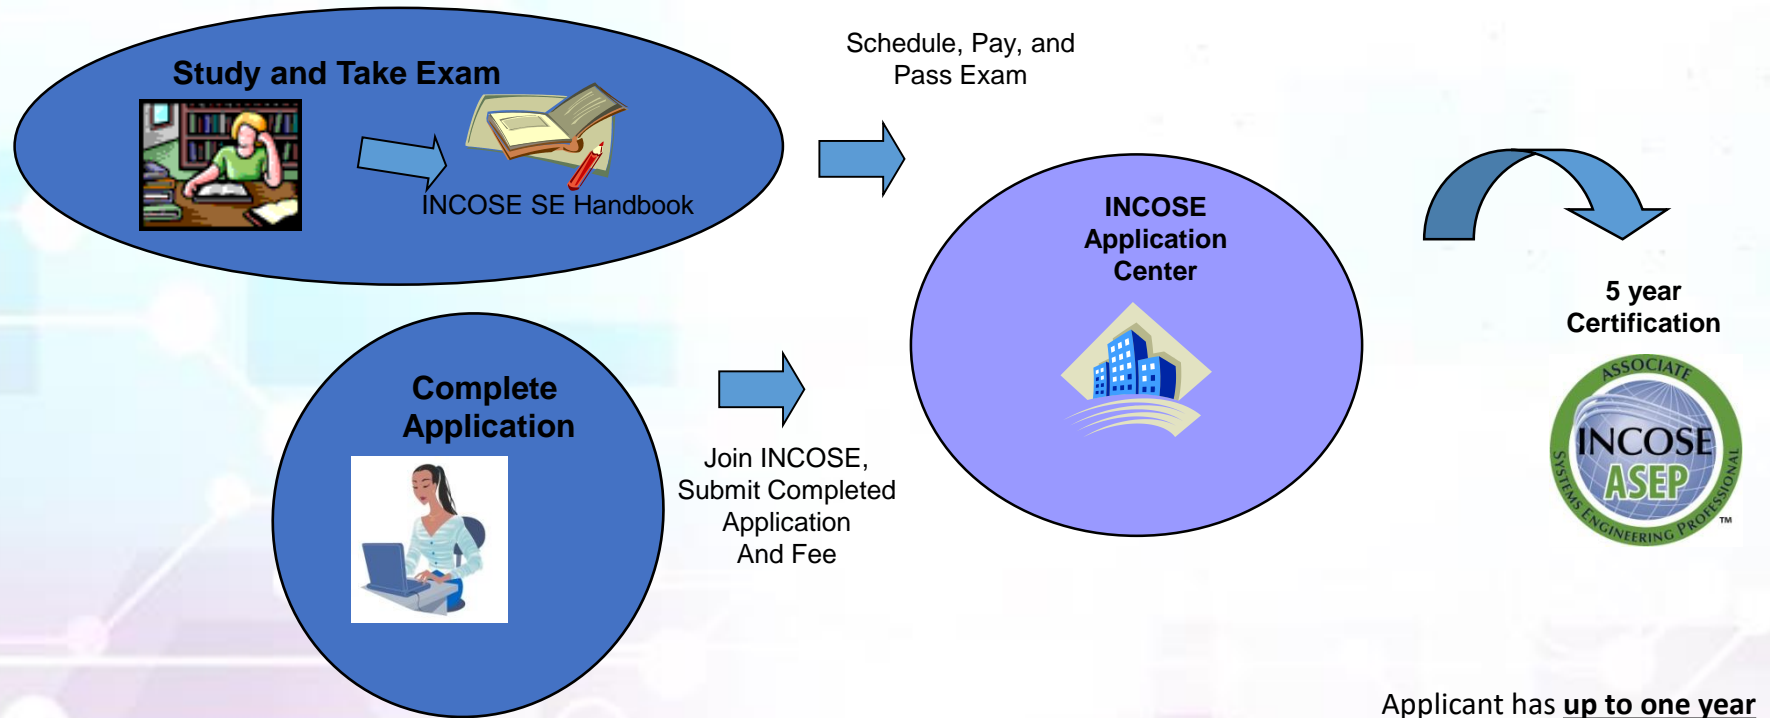 Study and Take Exam
INCOSE SE Handbook
Schedule, Pay, and
Pass Exam
Complete
Application
Join INCOSE,
Submit Completed
Application
And Fee
INCOSE
Application
Center
5 year
Certification
ASSOCIATE
INCOSE
ASEP
SYSTEMS ENGINEERING PROFESSIONAL
TM
Applicant has up to one year